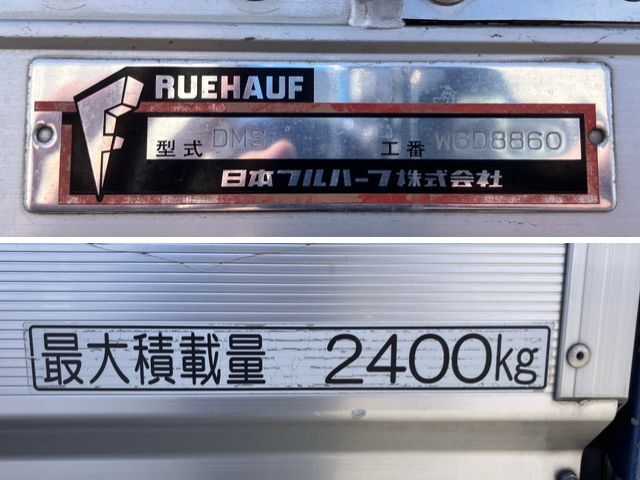 RUEHAUF
型式 DMS 工番 W6D8860
日本フルハーフ株式会社
最大積載量 2400kg